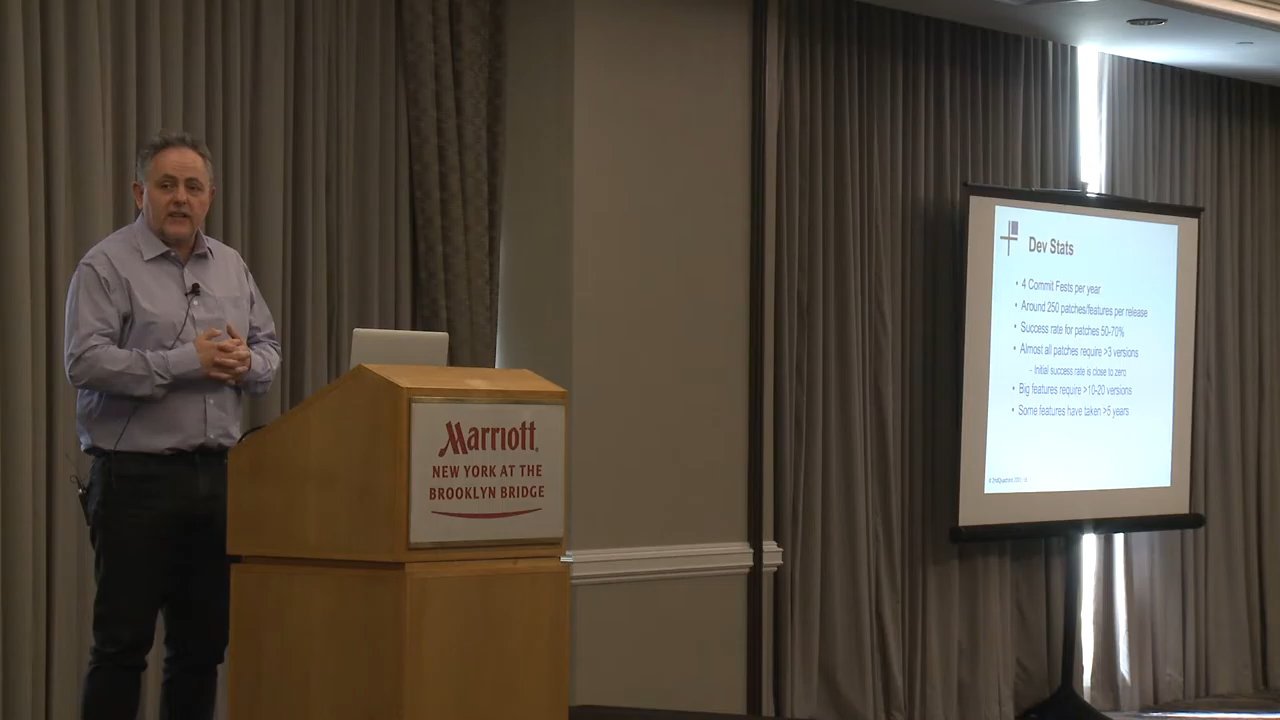 Marriott
NEW YORK AT THE
BROOKLYN BRIDGE
Dev Stats
• 4 Commit Fests per year
• Around 250 patches/features per release
• Success rate for patches 50-70%
• Almost all patches require >3 versions
- Initial success rate is close to zero
• Big features require >10-20 versions
• Some features have taken >5 years
© 2ndQuadrant